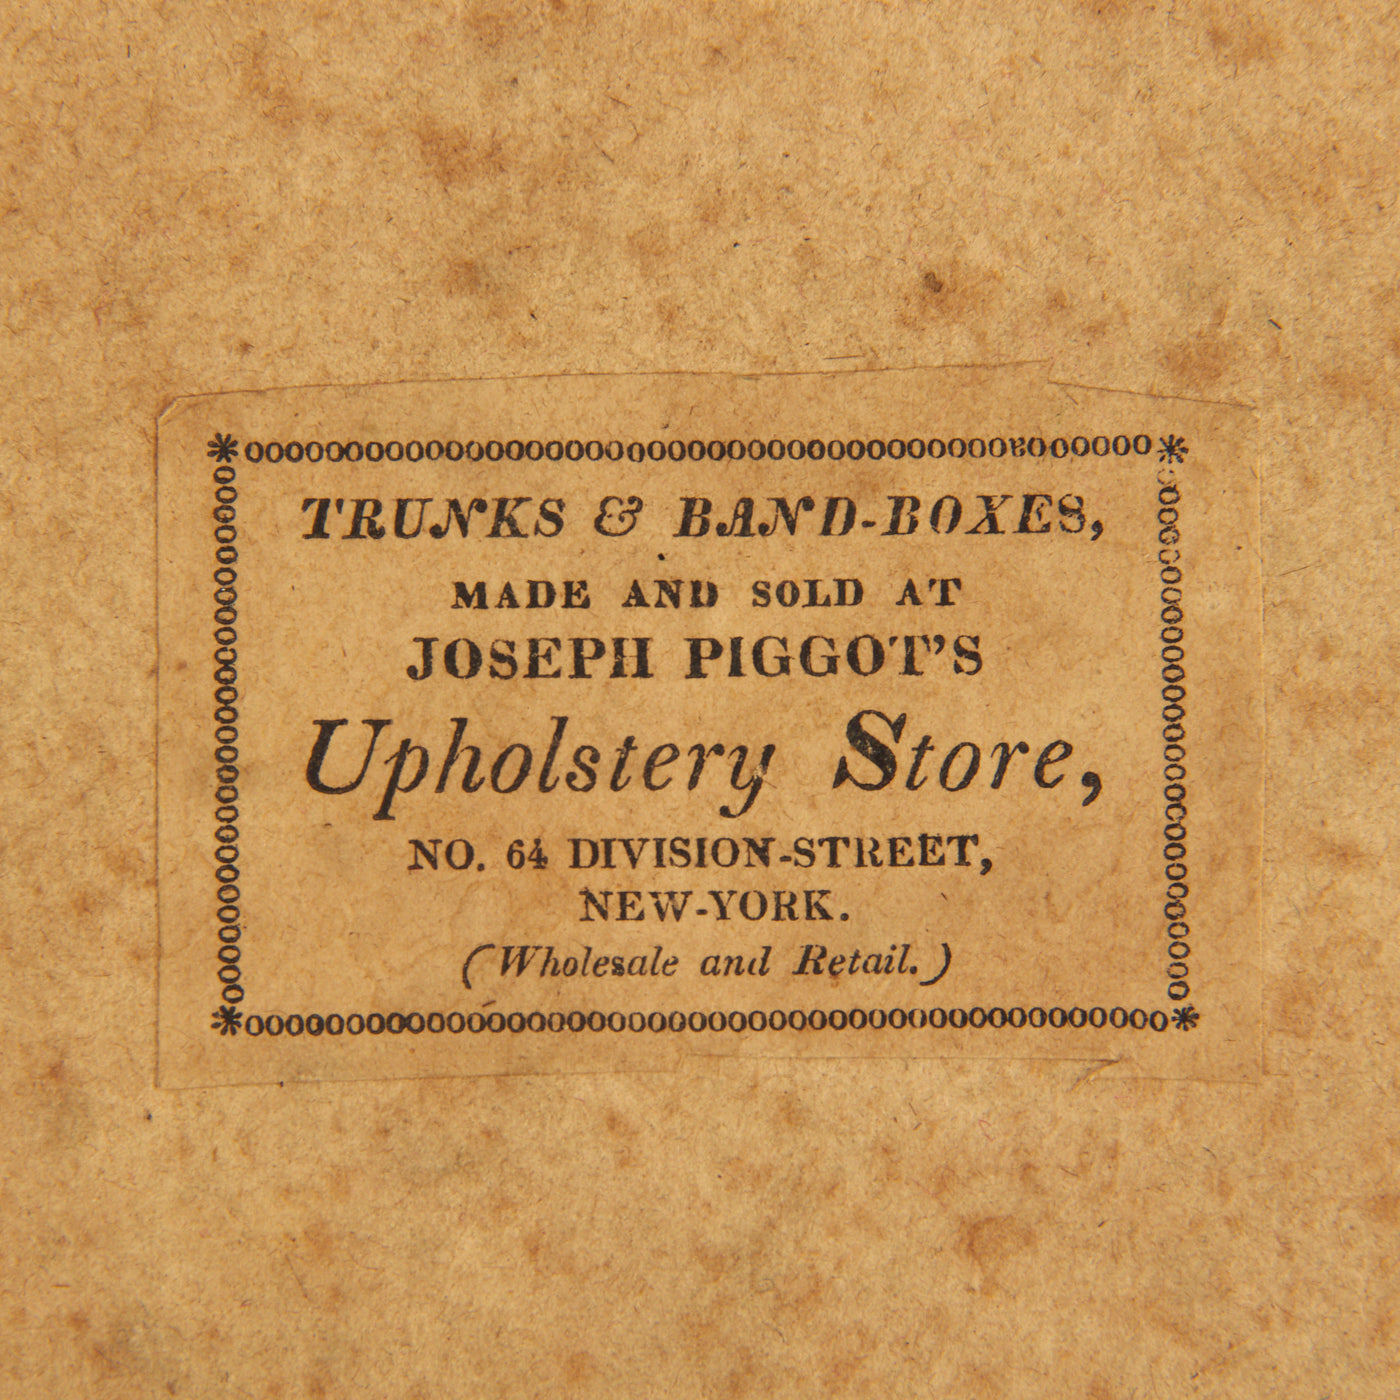 TRUNKS & BAND-BOXES,
MADE AND SOLD AT
JOSEPH PIGGOT'S
Upholstery Store,
NO. 64 DIVISION-STREET,
NEW-YORK.
(Wholesale and Retail.)